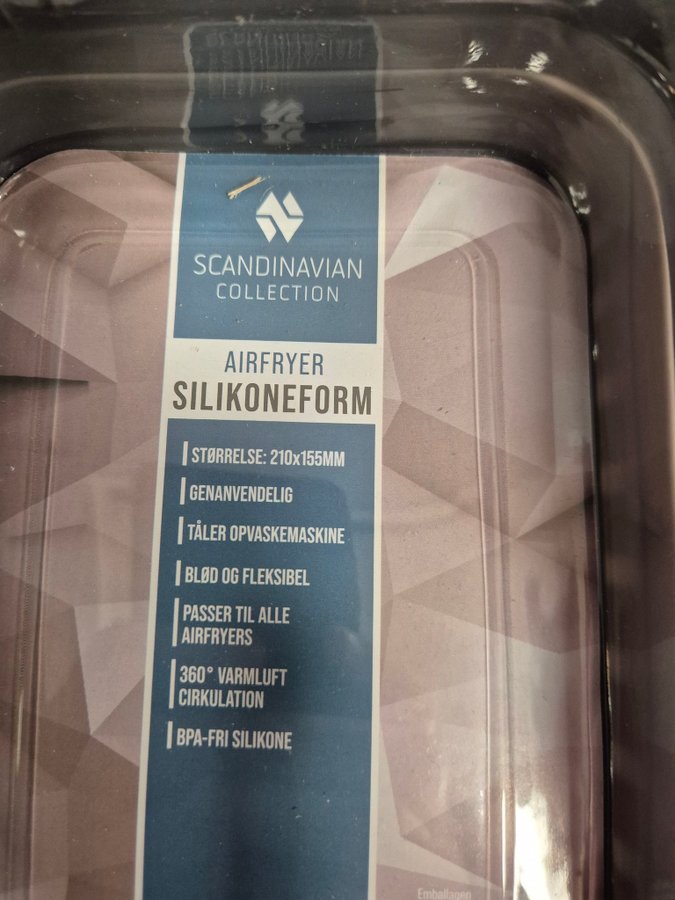 SCANDINAVIAN
COLLECTION
AIRFRYER
SILIKONEFORM
STØRRELSE: 210x155MM
GENANVENDELIG
TÅLER OPVASKEMASKINE
BLØD OG FLEKSIBEL
PASSER TIL ALLE
AIRFRYERS
360° VARMLUFT
CIRKULATION
BPA-FRI SILIKONE
Emballagen